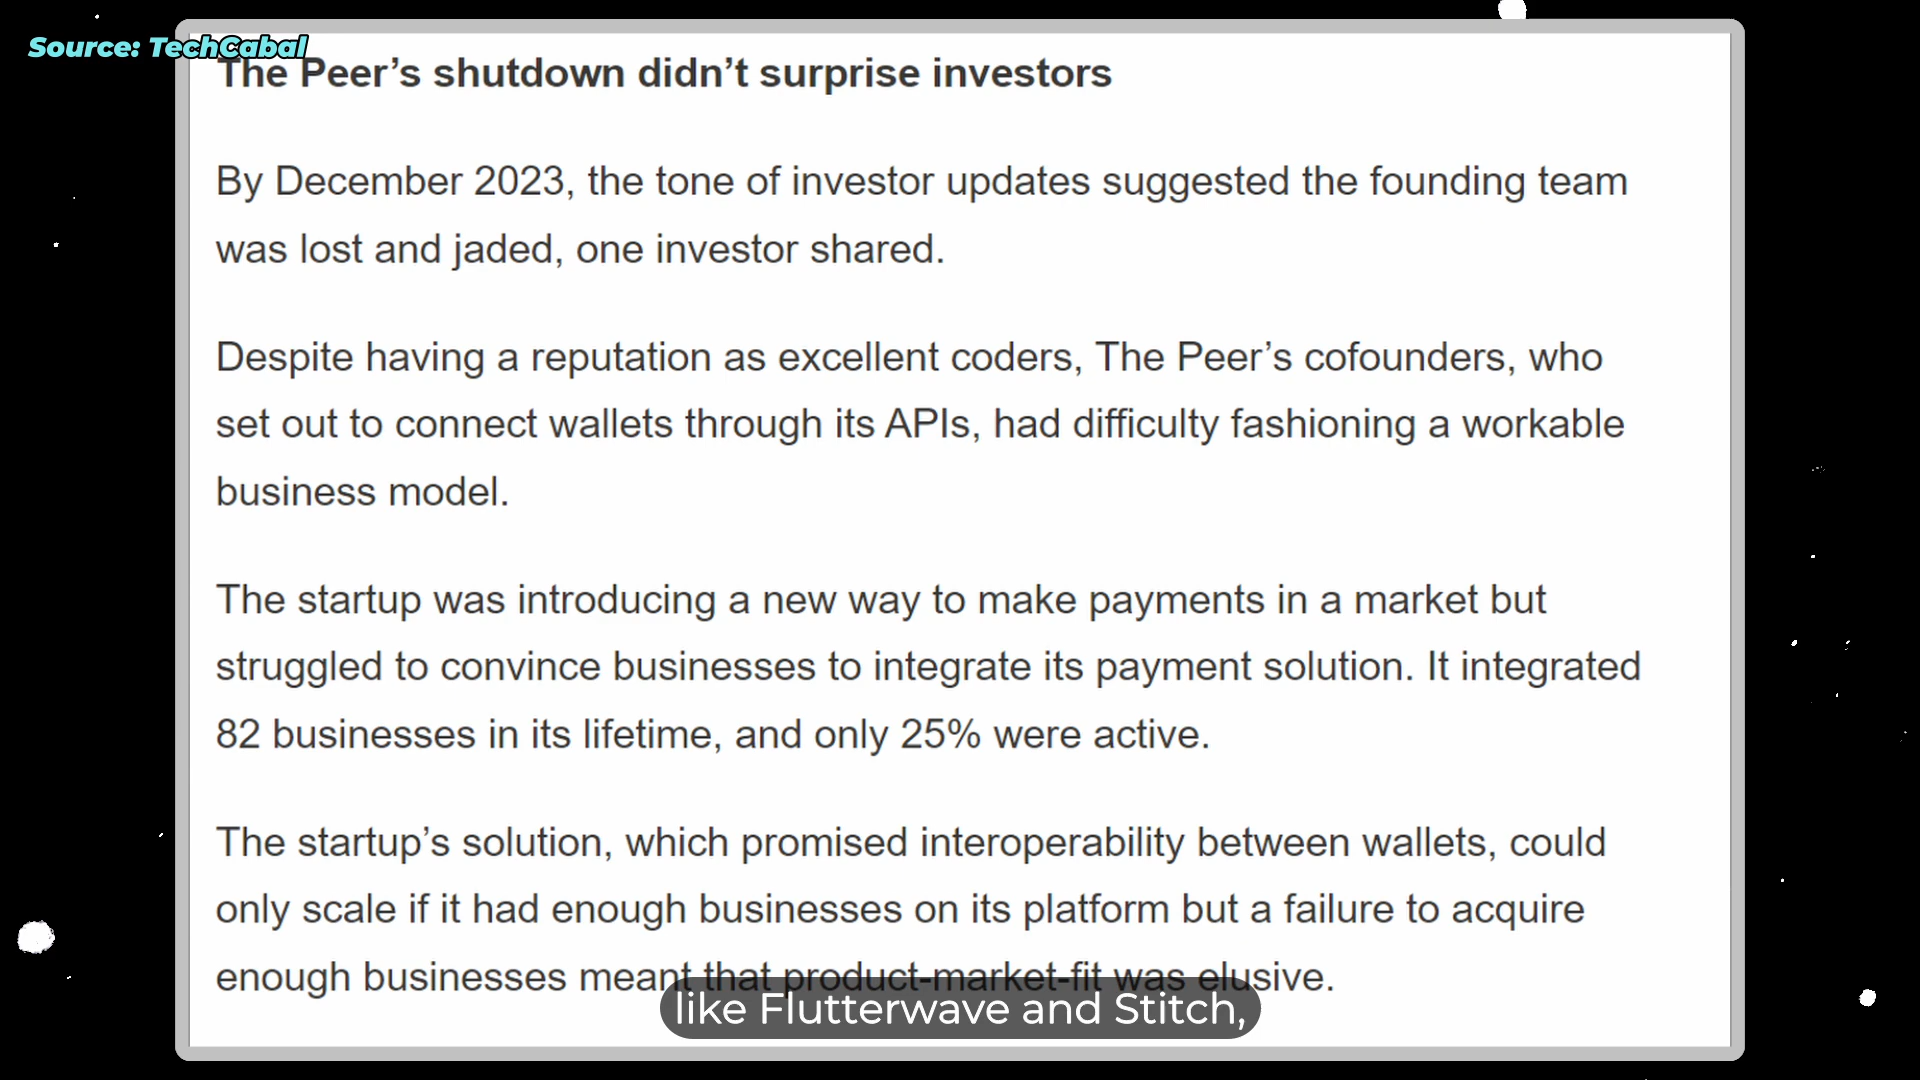 Source: TechCabal
The Peer’s shutdown didn’t surprise investors
By December 2023, the tone of investor updates suggested the founding team
was lost and jaded, one investor shared.
Despite having a reputation as excellent coders, The Peer’s cofounders, who
set out to connect wallets through its APIs, had difficulty fashioning a workable
business model.
The startup was introducing a new way to make payments in a market but
struggled to convince businesses to integrate its payment solution. It integrated
82 businesses in its lifetime, and only 25% were active.
The startup’s solution, which promised interoperability between wallets, could
only scale if it had enough businesses on its platform but a failure to acquire
enough businesses meant that product-market-fit was elusive.
like Flutterwave and Stitch,